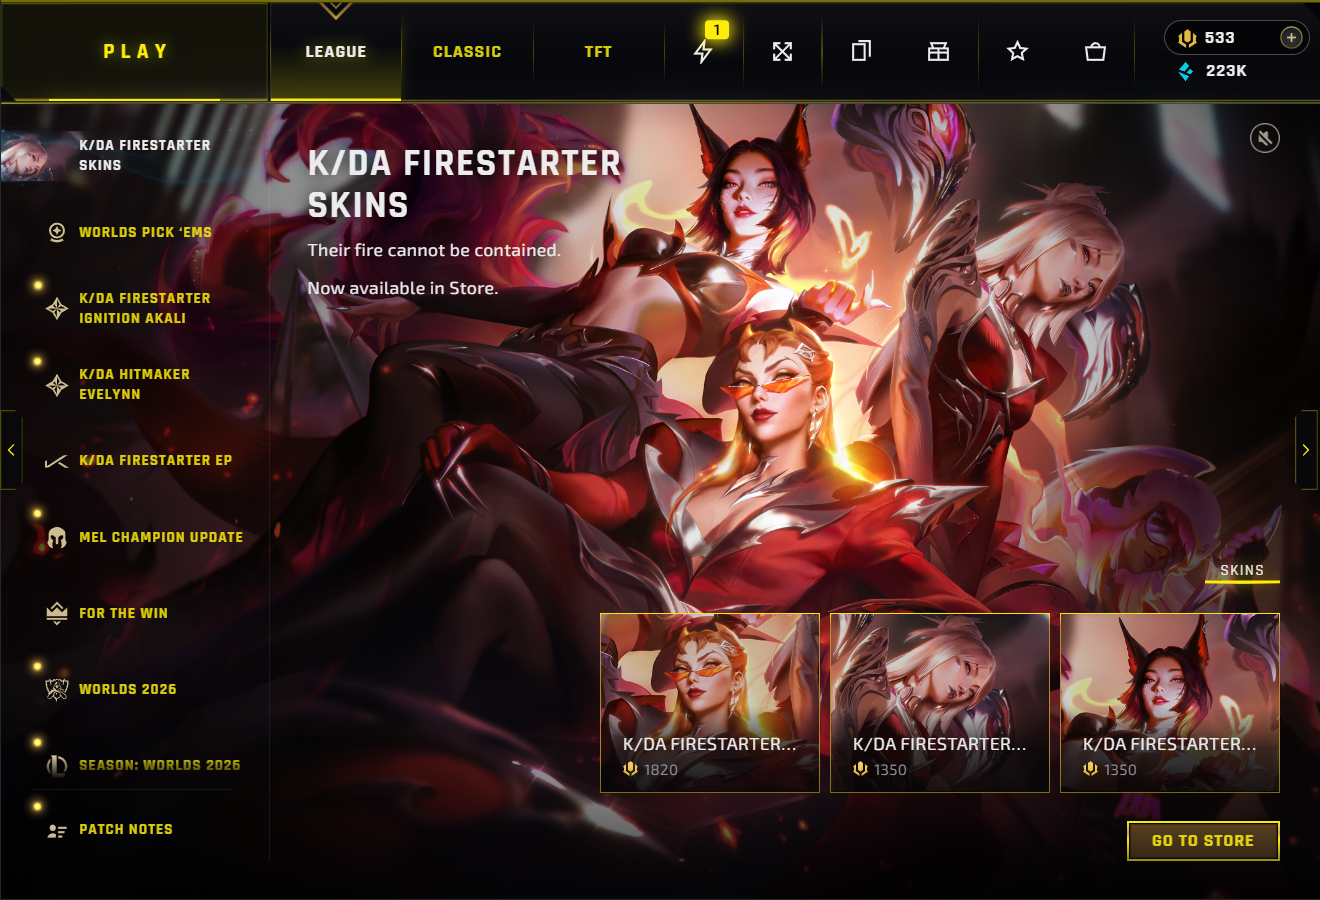 PLAY
LEAGUE
CLASSIC
TFT
1
533
223K
K/DA FIRESTARTER
SKINS
WORLDS PICK ‘EMS
K/DA FIRESTARTER
IGNITION AKALI
K/DA HITMAKER
EVELYNN
K/DA FIRESTARTER EP
MEL CHAMPION UPDATE
FOR THE WIN
WORLDS 2026
SEASON: WORLDS 2026
PATCH NOTES
K/DA FIRESTARTER
SKINS
Their fire cannot be contained.
Now available in Store.
SKINS
K/DA FIRESTARTER...
1820
K/DA FIRESTARTER...
1350
K/DA FIRESTARTER...
1350
GO TO STORE